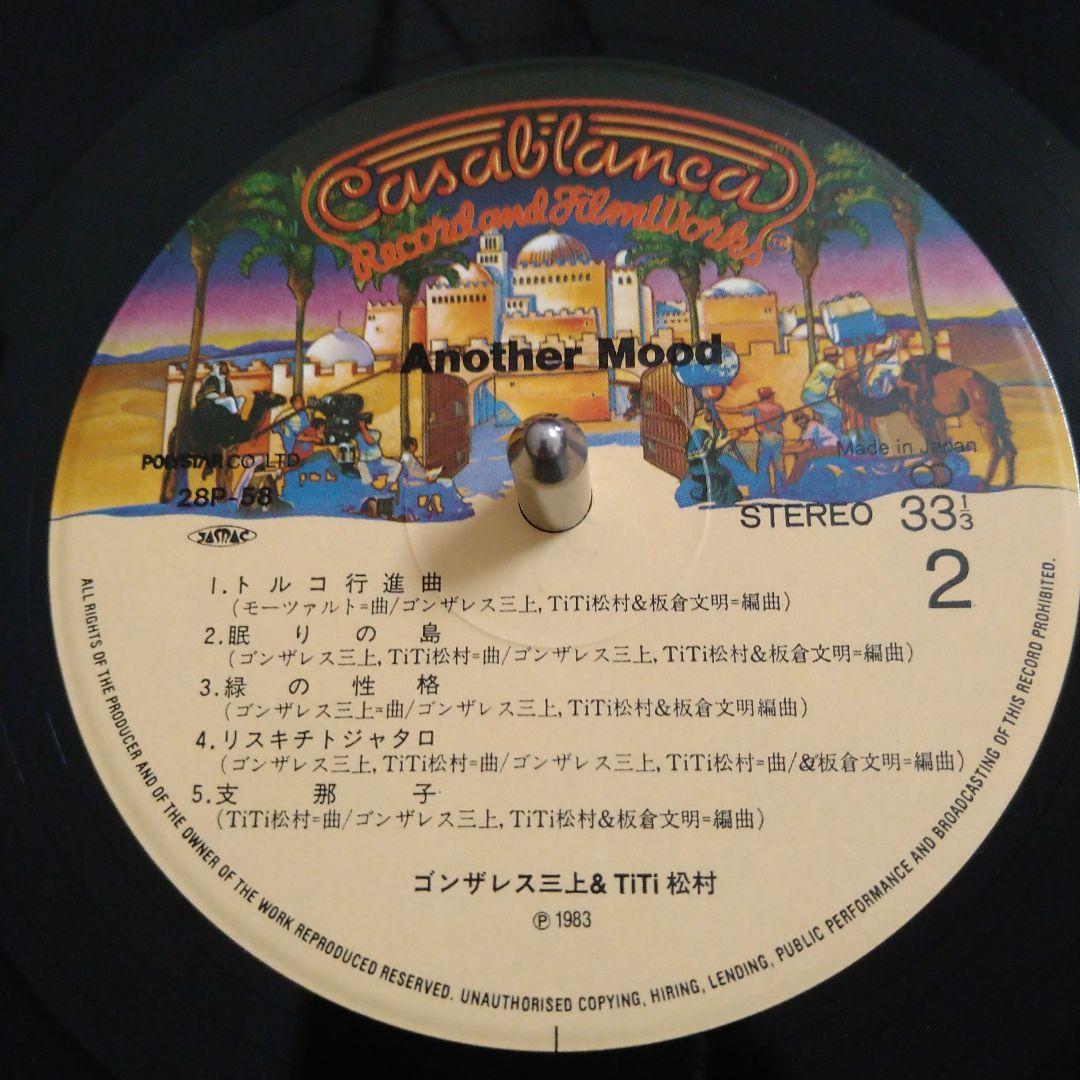 Casablanca
Record and FilmWorks™
Another Mood
Made in Japan
POLYSTAR CO., LTD.
28P-58
JASRAC
STEREO 33⅓
2
1.トルコ行進曲
(モーツァルト=曲/ゴンザレス三上,TiTi松村&板倉文明=編曲)
2.眠りの島
(ゴンザレス三上,TiTi松村=曲/ゴンザレス三上,TiTi松村&板倉文明=編曲)
3.緑の性格
(ゴンザレス三上=曲/ゴンザレス三上,TiTi松村&板倉文明編曲)
4.リスキチトジャタロ
(ゴンザレス三上,TiTi松村=曲/ゴンザレス三上,TiTi松村=曲/&板倉文明=編曲)
5.支那子
(TiTi松村=曲/ゴンザレス三上,TiTi松村&板倉文明=編曲)
ゴンザレス三上&TiTi松村
℗1983
ALL RIGHTS OF THE PRODUCER AND OF THE OWNER OF THE WORK REPRODUCED RESERVED. UNAUTHORISED COPYING, HIRING, LENDING, PUBLIC PERFORMANCE AND BROADCASTING OF THIS RECORD PROHIBITED.